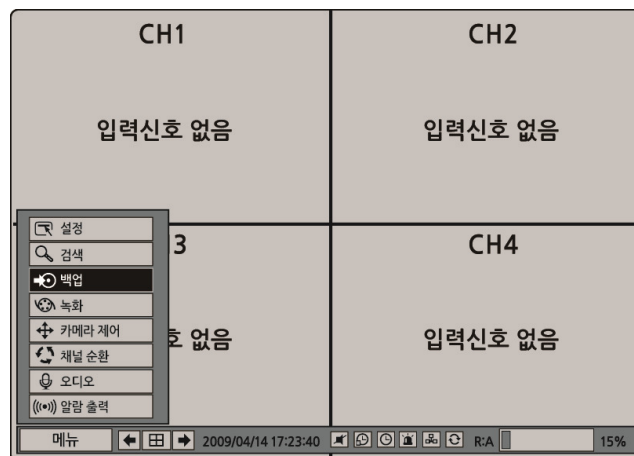 CH1 CH2
입력신호 없음 입력신호 없음
설정
검색
3 CH4
백업
녹화
카메라 제어
호 없음 입력신호 없음
채널 순환
오디오
알람 출력
메뉴 2009/04/14 17:23:40 R:A 15%